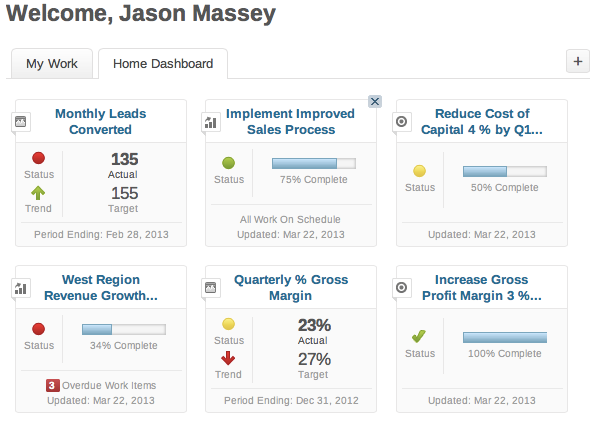 Welcome, Jason Massey
My Work
Home Dashboard
+
Monthly Leads
Converted
Status
135
Actual
Trend
155
Target
Period Ending: Feb 28, 2013
Implement Improved
Sales Process
Status
75% Complete
All Work On Schedule
Updated: Mar 22, 2013
Reduce Cost of
Capital 4 % by Q1...
Status
50% Complete
Updated: Mar 22, 2013
West Region
Revenue Growth...
Status
34% Complete
3 Overdue Work Items
Updated: Mar 22, 2013
Quarterly % Gross
Margin
Status
23%
Actual
Trend
27%
Target
Period Ending: Dec 31, 2012
Increase Gross
Profit Margin 3 %...
Status
100% Complete
Updated: Mar 22, 2013